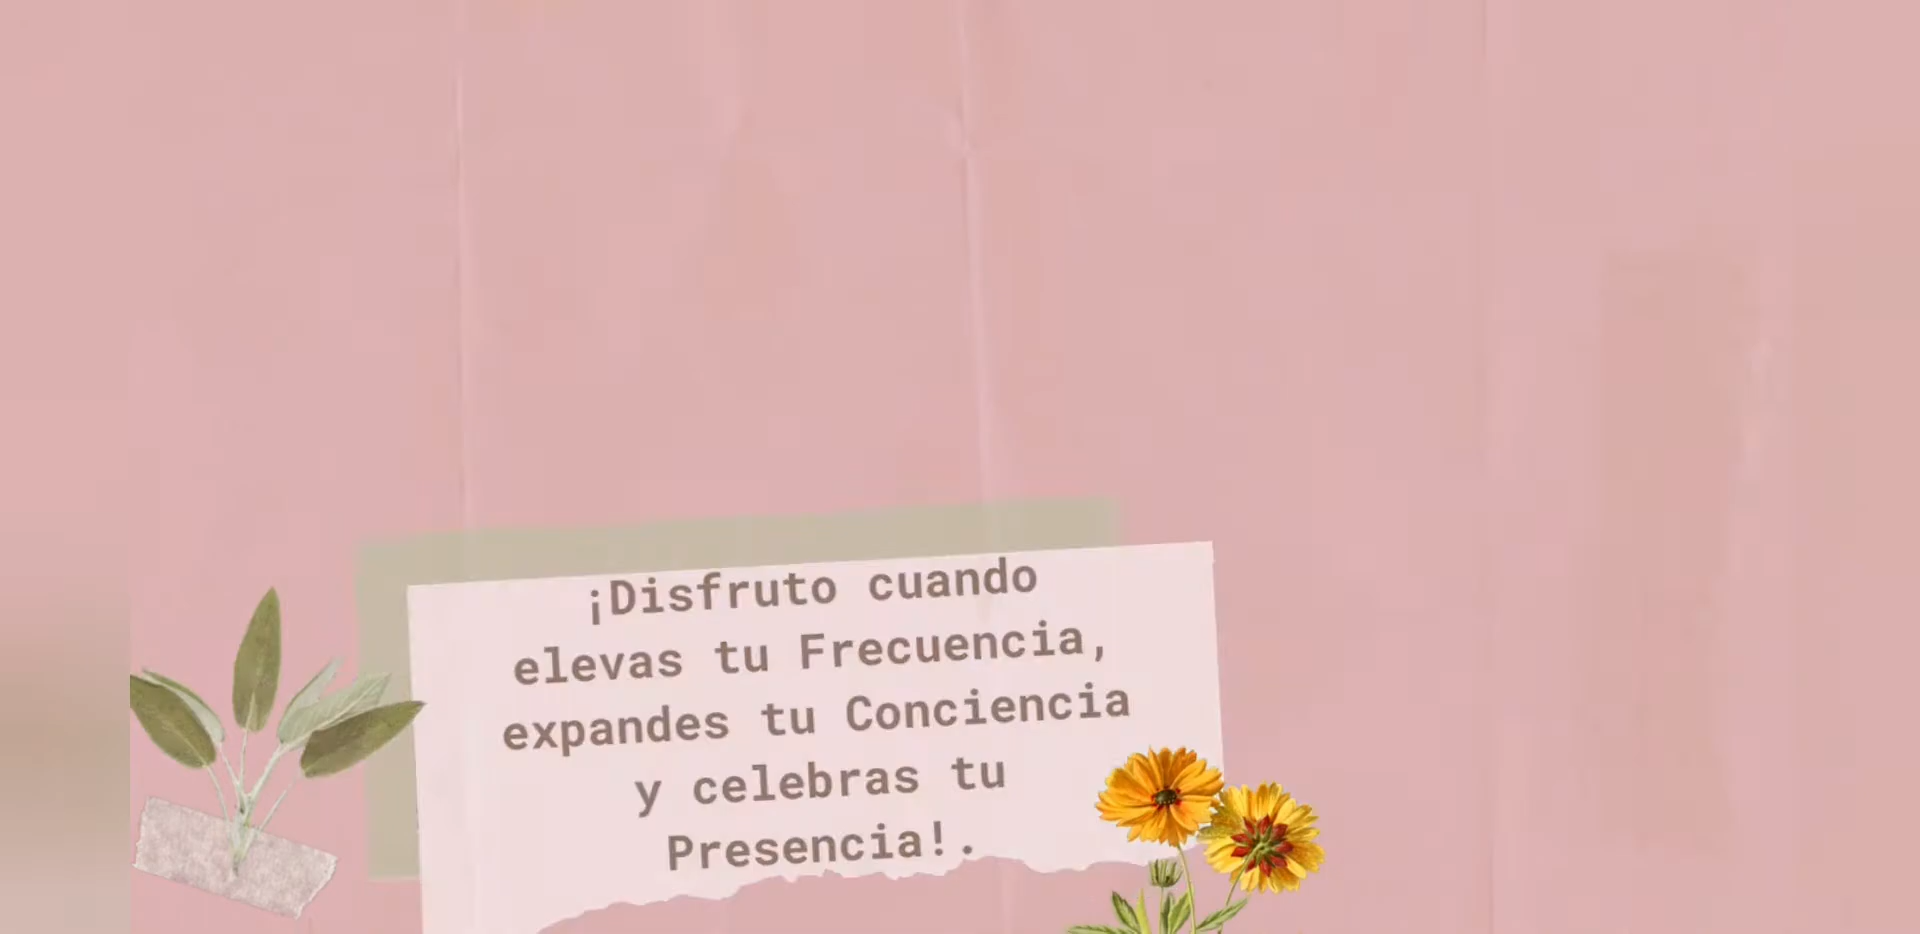 ¡Disfruto cuando
elevas tu Frecuencia,
expandes tu Conciencia
y celebras tu
Presencia!.